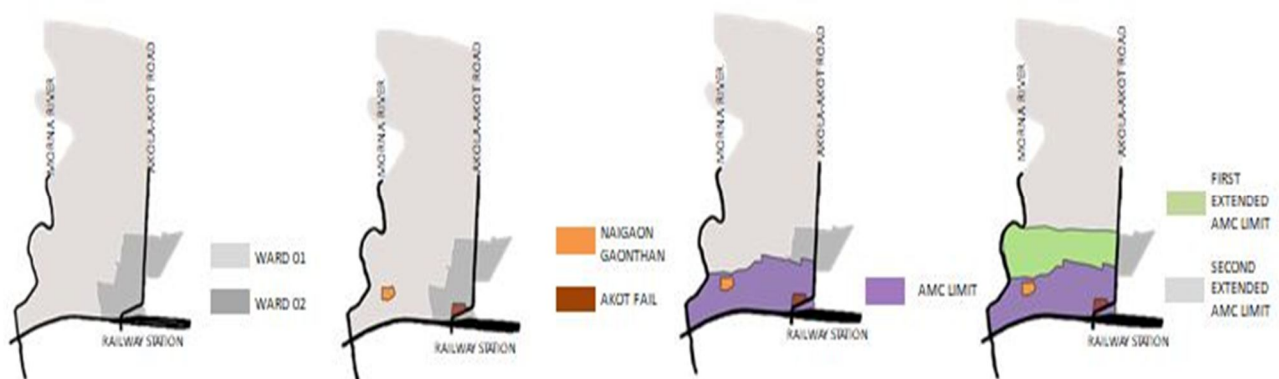 MORNA RIVER
AKOLA-AKOT ROAD
WARD 01
WARD 02
RAILWAY STATION
MORNA RIVER
AKOLA-AKOT ROAD
NAIGAON
GAONTHAN
AKOT FAIL
RAILWAY STATION
MORNA RIVER
AKOLA-AKOT ROAD
AMC LIMIT
RAILWAY STATION
MORNA RIVER
AKOLA-AKOT ROAD
FIRST
EXTENDED
AMC LIMIT
SECOND
EXTENDED
AMC LIMIT
RAILWAY STATION